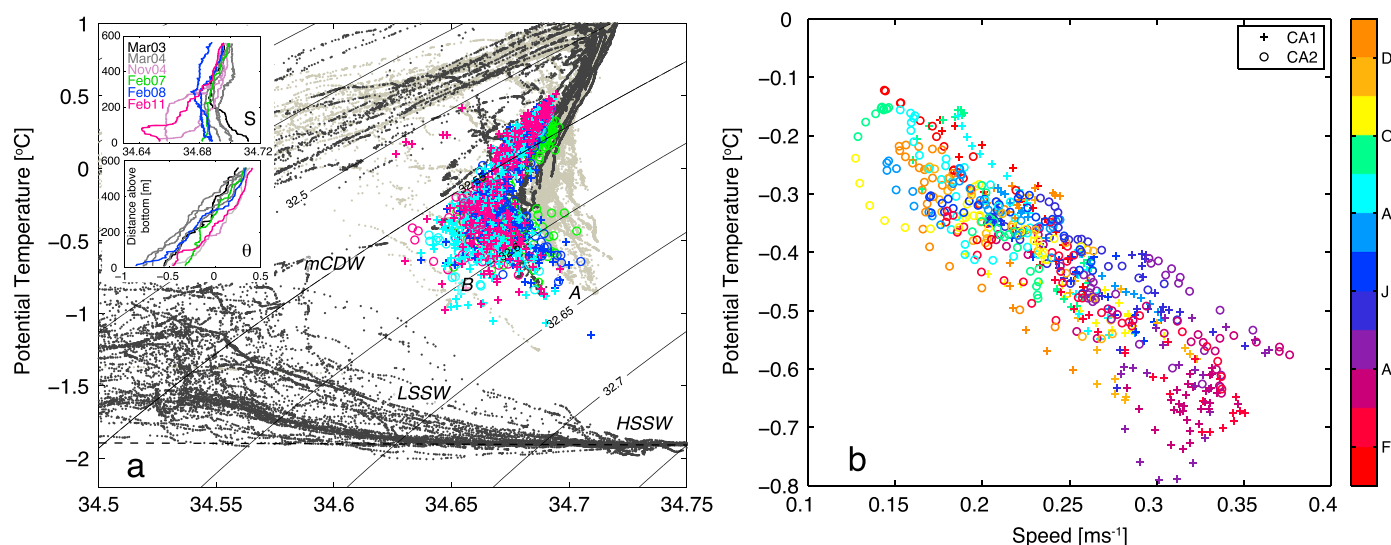 1
0.5
0
−0.5
−1
−1.5
−2
Potential Temperature [°C]
34.5
34.55
34.6
34.65
34.7
34.75
600
400
200
0
Mar03
Mar04
Nov04
Feb07
Feb08
Feb11
S
34.64
34.68
34.72
600
400
200
0
Distance above
bottom [m]
θ
−1
−0.5
0
0.5
32.5
32.65
32.7
mCDW
B
A
LSSW
HSSW
a
0
−0.1
−0.2
−0.3
−0.4
−0.5
−0.6
−0.7
−0.8
Potential Temperature [°C]
0.1
0.15
0.2
0.25
0.3
0.35
0.4
Speed [ms⁻¹]
CA1
CA2
b
D
O
A
J
A
F